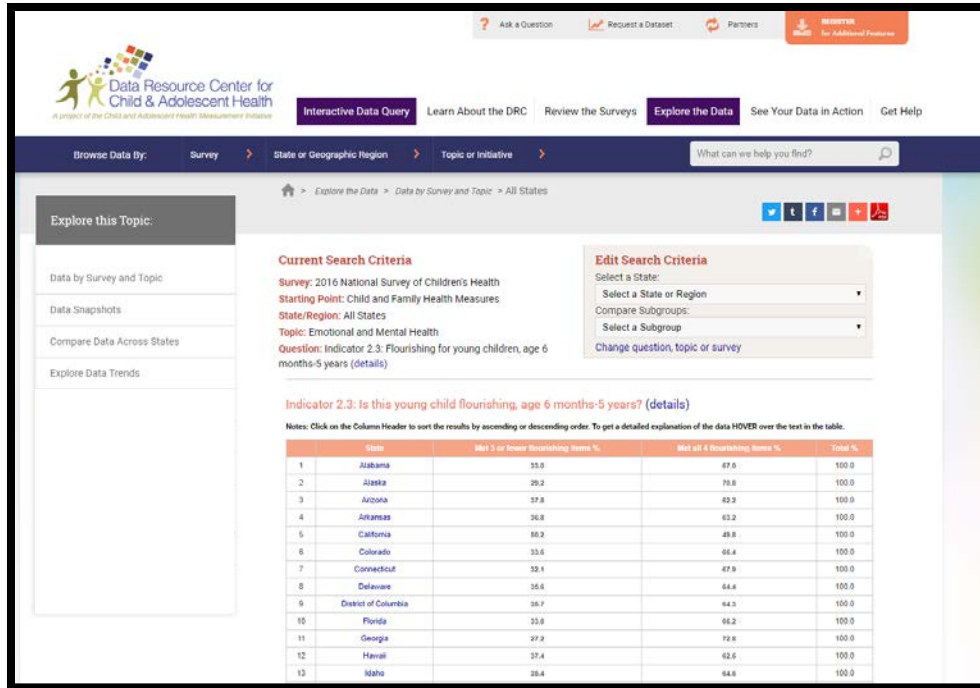 Ask a Question Request a Dataset Partners REGISTER
for Additional Features
Data Resource Center for
Child & Adolescent Health
A project of the Child and Adolescent Health Measurement Initiative
Interactive Data Query Learn About the DRC Review the Surveys Explore the Data See Your Data in Action Get Help
Browse Data By: Survey > State or Geographic Region > Topic or Initiative > What can we help you find?
> Explore the Data > Data by Survey and Topic > All States
Explore this Topic:
Data by Survey and Topic
Data Snapshots
Compare Data Across States
Explore Data Trends
Current Search Criteria
Survey: 2016 National Survey of Children's Health
Starting Point: Child and Family Health Measures
State/Region: All States
Topic: Emotional and Mental Health
Question: Indicator 2.3: Flourishing for young children, age 6
months-5 years (details)
Edit Search Criteria
Select a State:
Select a State or Region
Compare Subgroups:
Select a Subgroup
Change question, topic or survey
Indicator 2.3: Is this young child flourishing, age 6 months-5 years? (details)
Notes: Click on the Column Header to sort the results by ascending or descending order. To get a detailed explanation of the data HOVER over the text in the table.
State Met 3 or fewer flourishing items % Met all 4 flourishing items % Total %
1 Alabama 33.0 67.0 100.0
2 Alaska 29.2 70.8 100.0
3 Arizona 37.8 62.2 100.0
4 Arkansas 36.8 63.2 100.0
5 California 50.2 49.8 100.0
6 Colorado 33.6 66.4 100.0
7 Connecticut 32.1 67.9 100.0
8 Delaware 35.6 64.4 100.0
9 District of Columbia 35.7 64.3 100.0
10 Florida 33.8 66.2 100.0
11 Georgia 27.2 72.8 100.0
12 Hawaii 37.4 62.6 100.0
13 Idaho 100.0